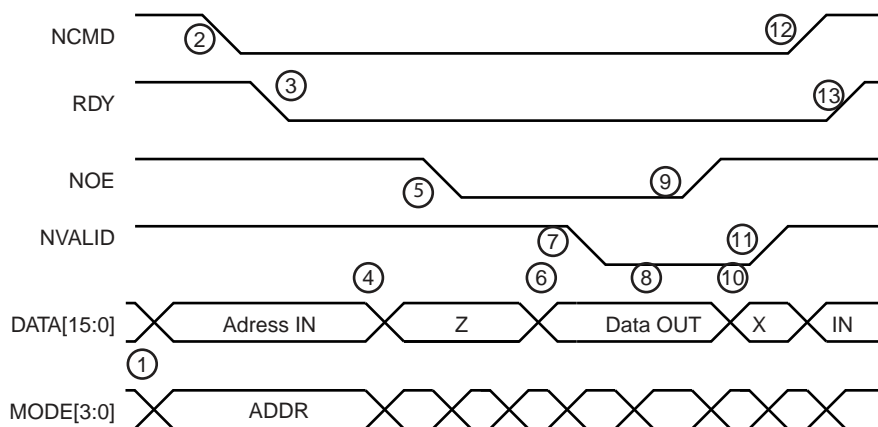 NCMD ② ⑫
RDY ③ ⑬
NOE ⑤ ⑨
NVALID ⑦ ⑪
④ ⑥ ⑧ ⑩
DATA[15:0] Adress IN Z Data OUT X IN
①
MODE[3:0] ADDR